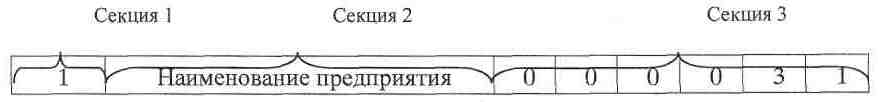 Секция 1 Секция 2 Секция 3
1 Наименование предприятия 0 0 0 0 3 1